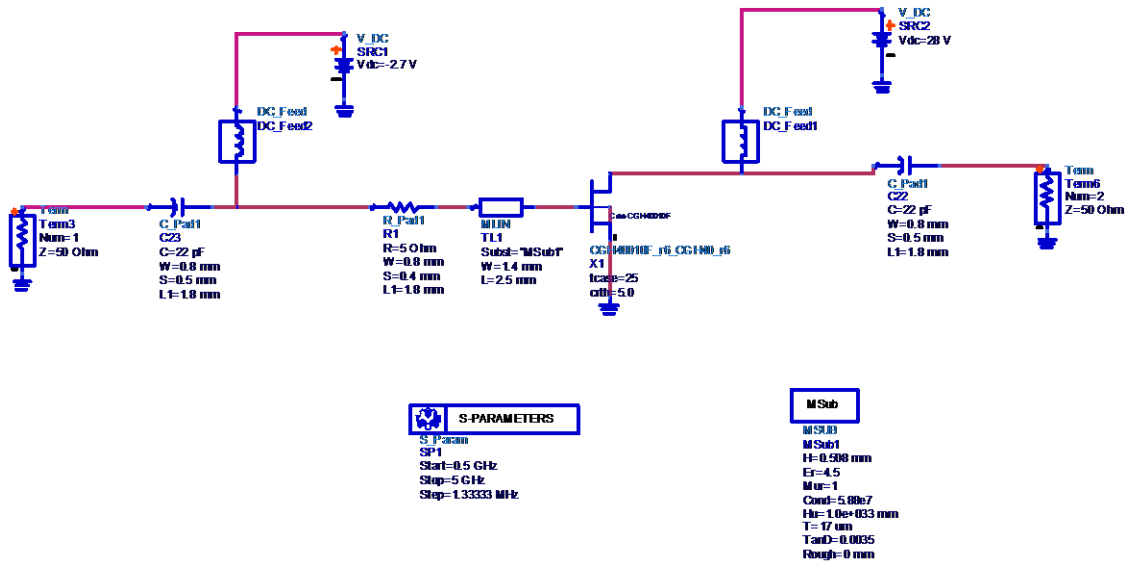 V_DC
SRC1
Vdc=-2.7 V
V_DC
SRC2
Vdc=28 V
DC_Feed
DC_Feed2
DC_Feed
DC_Feed1
Term
Term3
Num=1
Z=50 Ohm
C_Pad1
C23
C=22 pF
W=0.8 mm
S=0.5 mm
L1=1.8 mm
R_Pad1
R1
R=5 Ohm
W=0.8 mm
S=0.4 mm
L1=1.8 mm
MLIN
TL1
Subst="MSub1"
W=1.4 mm
L=2.5 mm
CGH40010F_r6_CGH40_r6
X1
tcase=25
crth=5.0
C_Pad1
C22
C=22 pF
W=0.8 mm
S=0.5 mm
L1=1.8 mm
Term
Term6
Num=2
Z=50 Ohm
S-PARAMETERS
S_Param
SP1
Start=0.5 GHz
Stop=5 GHz
Step=1.33333 MHz
MSub
MSUB
MSub1
H=0.508 mm
Er=4.5
Mur=1
Cond=5.88e7
Hu=1.0e+033 mm
T=17 um
TanD=0.0035
Rough=0 mm